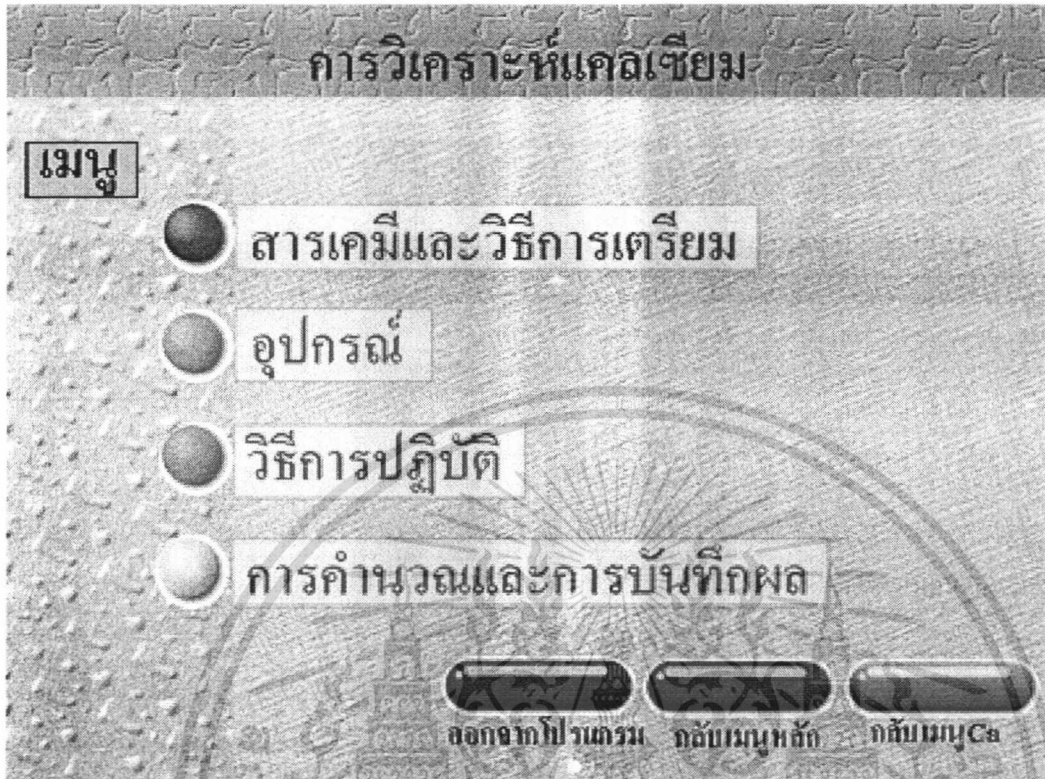 การวิเคราะห์แคลเซียม
เมนู
สารเคมีและวิธีการเตรียม
อุปกรณ์
วิธีการปฏิบัติ
การคำนวณและการบันทึกผล
ออกจากโปรแกรม กลับเมนูหลัก กลับเมนูCa